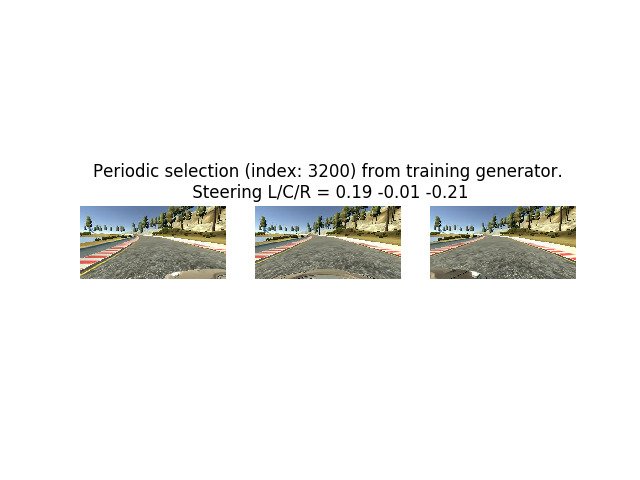 Periodic selection (index: 3200) from training generator.
Steering L/C/R = 0.19 -0.01 -0.21